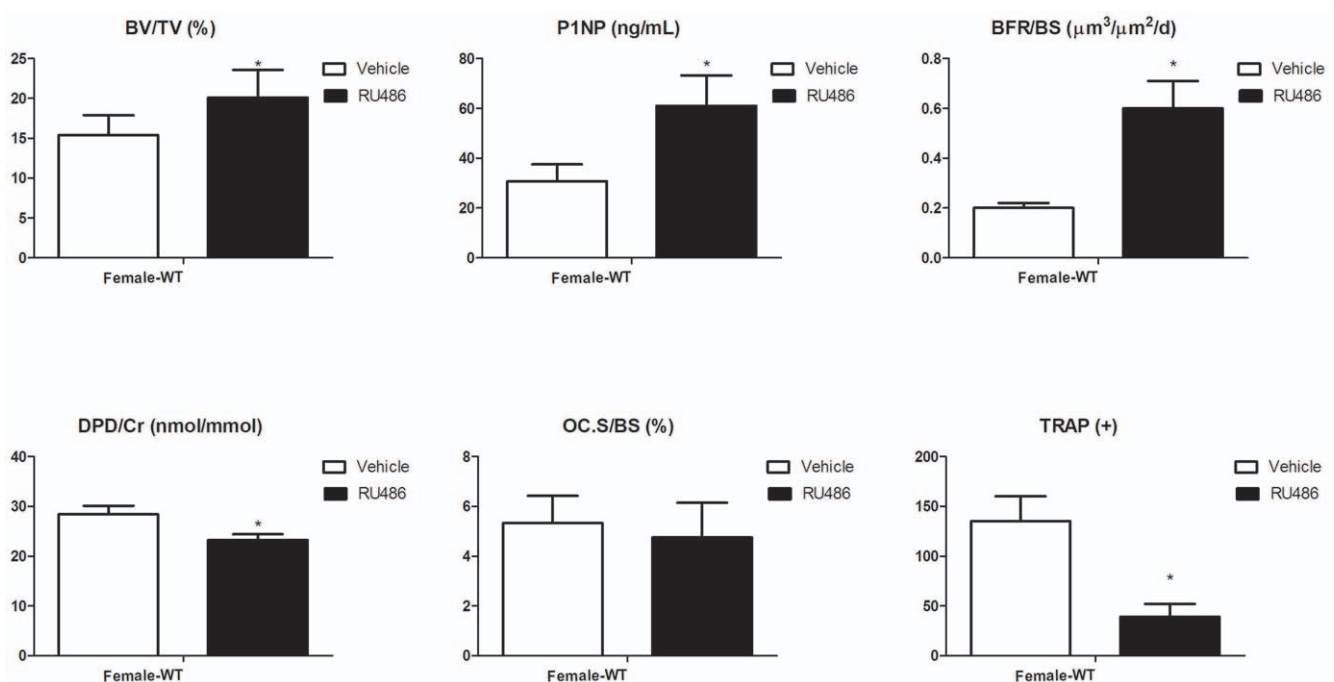 BV/TV (%)
25
20
15
10
5
0
*
Vehicle
RU486
Female-WT
P1NP (ng/mL)
80
60
40
20
0
*
Vehicle
RU486
Female-WT
BFR/BS (μm³/μm²/d)
0.8
0.6
0.4
0.2
0.0
*
Vehicle
RU486
Female-WT
DPD/Cr (nmol/mmol)
40
30
20
10
0
*
Vehicle
RU486
Female-WT
OC.S/BS (%)
8
6
4
2
0
Vehicle
RU486
Female-WT
TRAP (+)
200
150
100
50
0
*
Vehicle
RU486
Female-WT